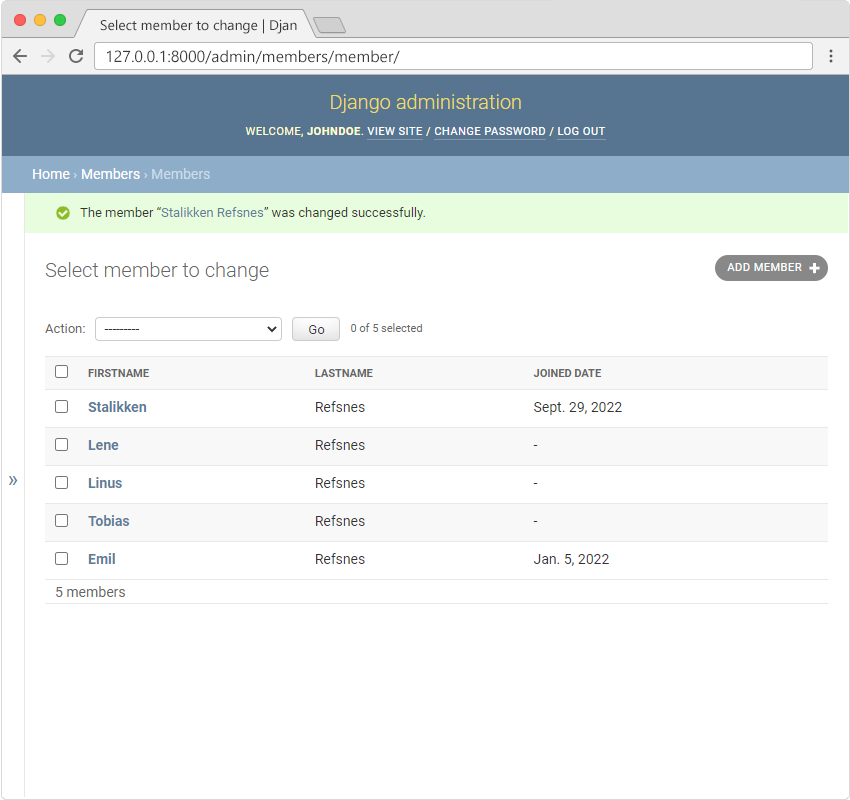 Select member to change | Djan
127.0.0.1:8000/admin/members/member/
Django administration
WELCOME, JOHNDOE. VIEW SITE / CHANGE PASSWORD / LOG OUT
Home › Members › Members
The member “Stalikken Refsnes” was changed successfully.
Select member to change
ADD MEMBER +
Action: --------- Go 0 of 5 selected
FIRSTNAME LASTNAME JOINED DATE
Stalikken Refsnes Sept. 29, 2022
Lene Refsnes -
Linus Refsnes -
»
Tobias Refsnes -
Emil Refsnes Jan. 5, 2022
5 members